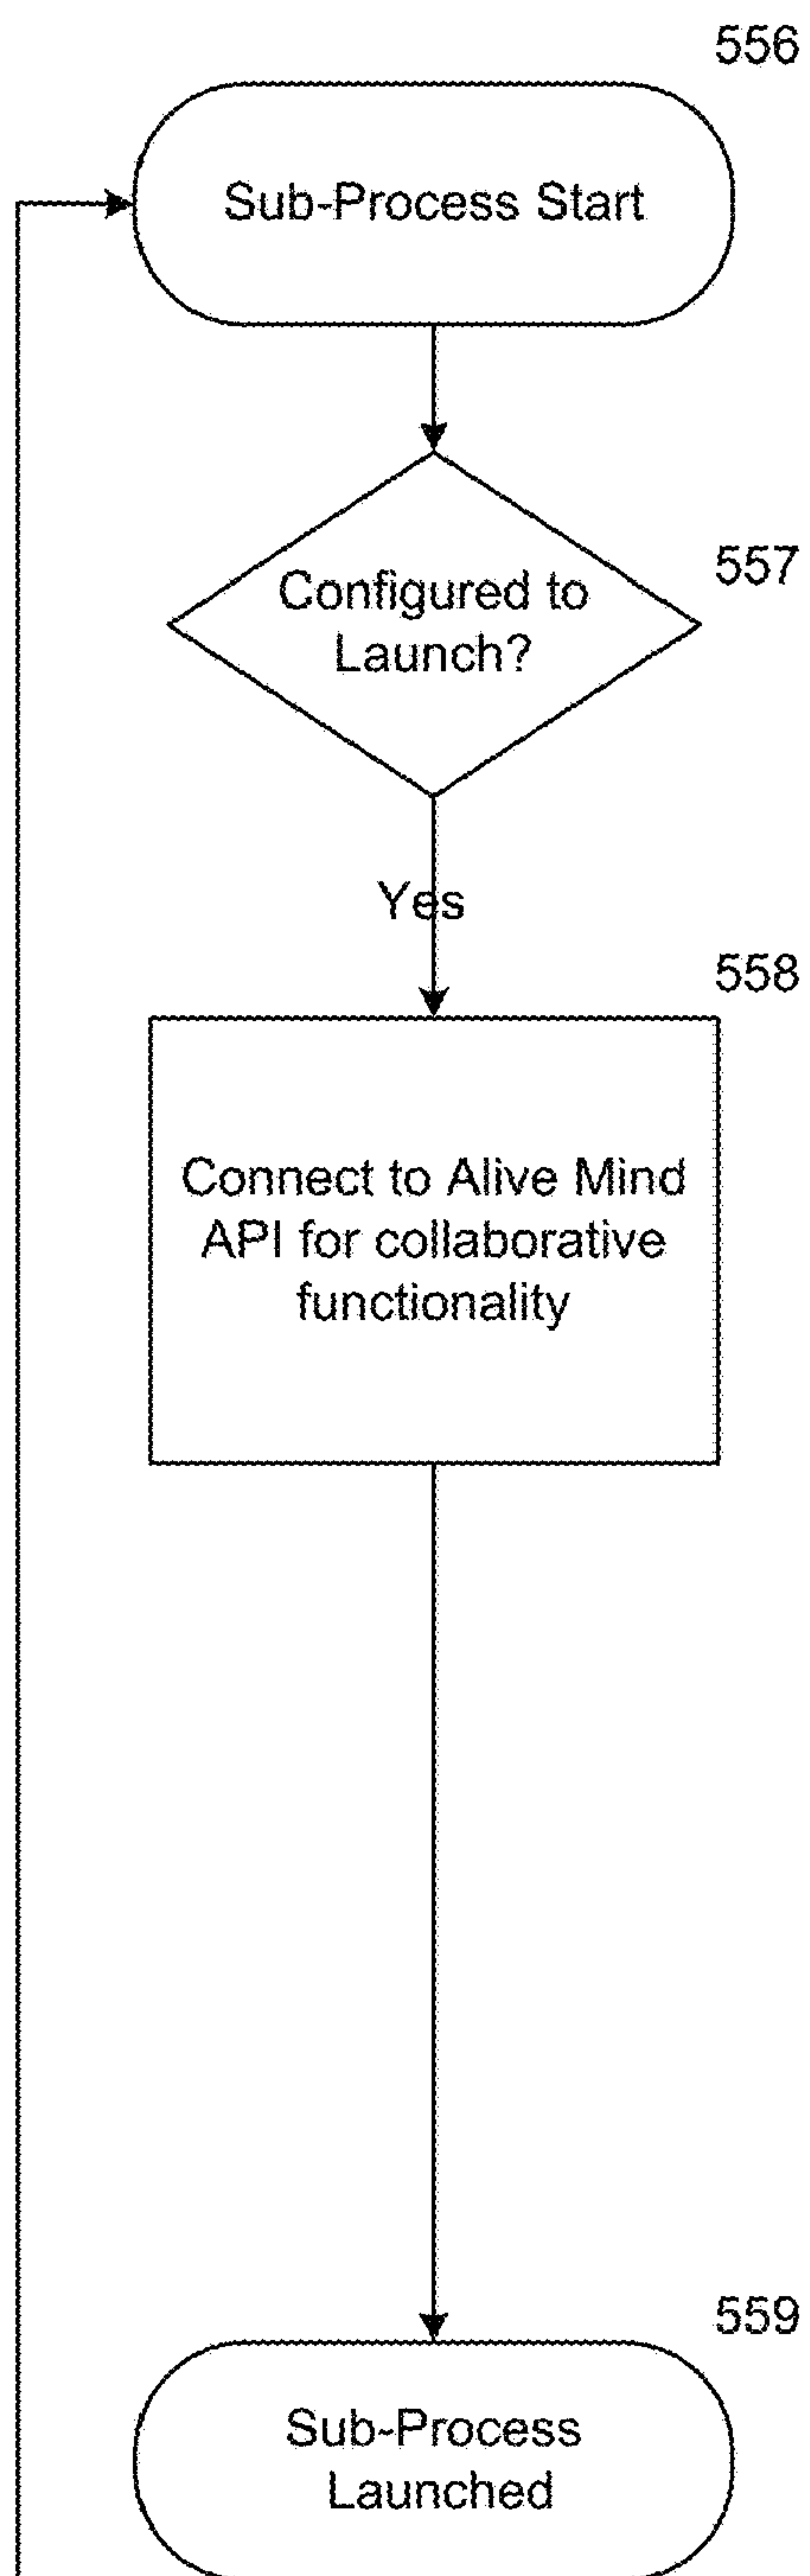 556
Sub-Process Start
557
Configured to
Launch?
Yes
558
Connect to Alive Mind
API for collaborative
functionality
559
Sub-Process
Launched